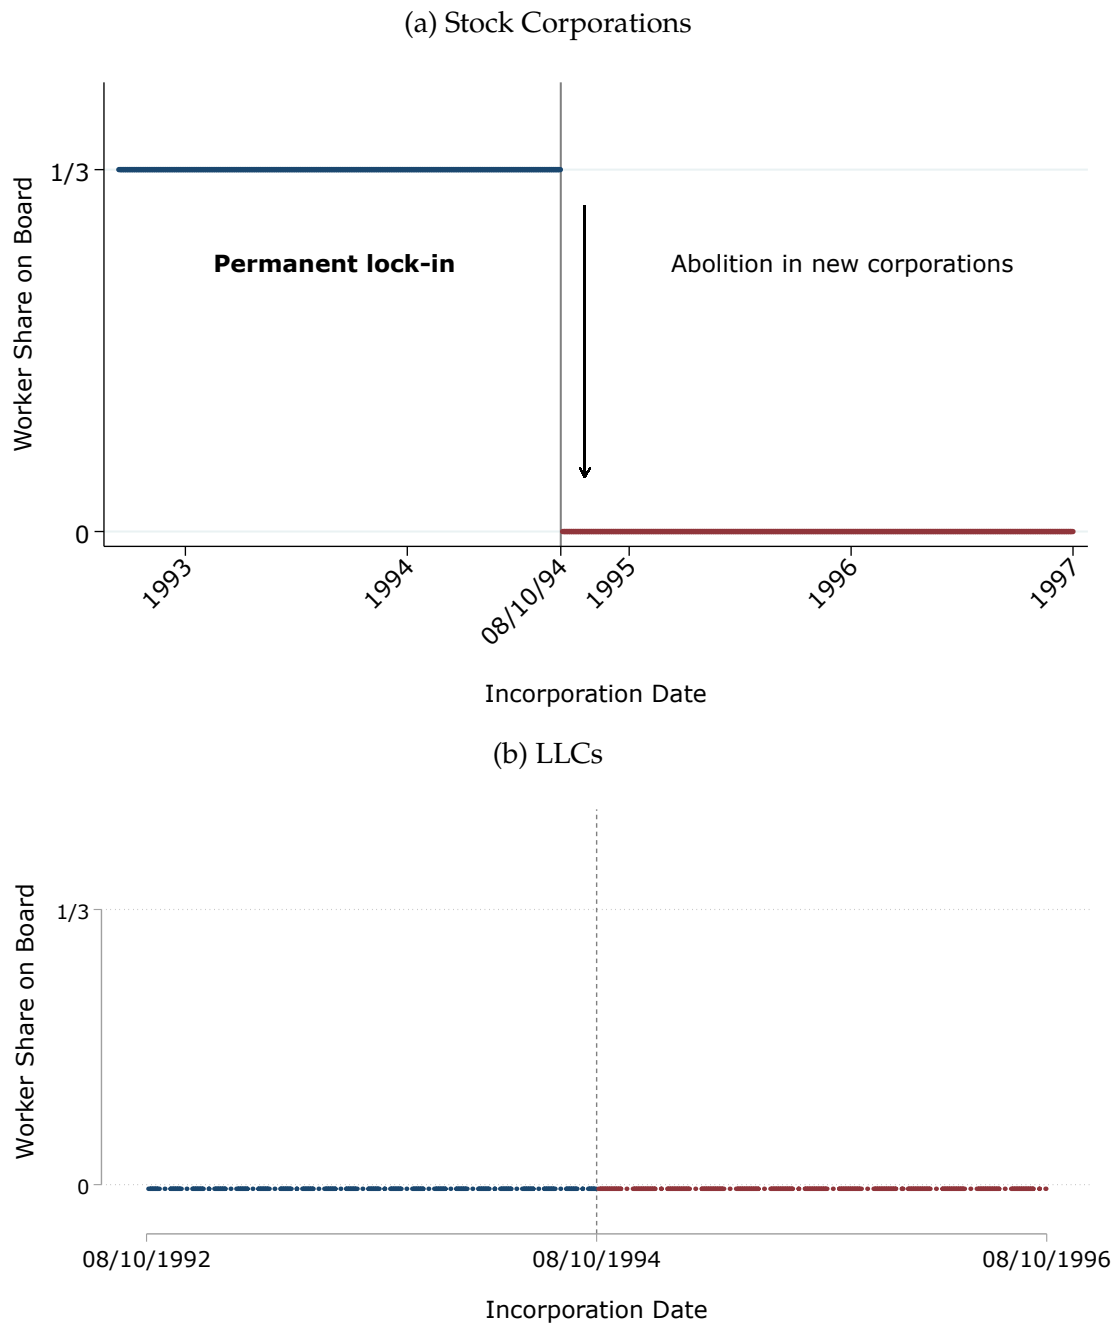 (a) Stock Corporations
Worker Share on Board
1/3
Permanent lock-in
Abolition in new corporations
0
1993
1994
08/10/94
1995
1996
1997
Incorporation Date
(b) LLCs
Worker Share on Board
1/3
0
08/10/1992
08/10/1994
08/10/1996
Incorporation Date